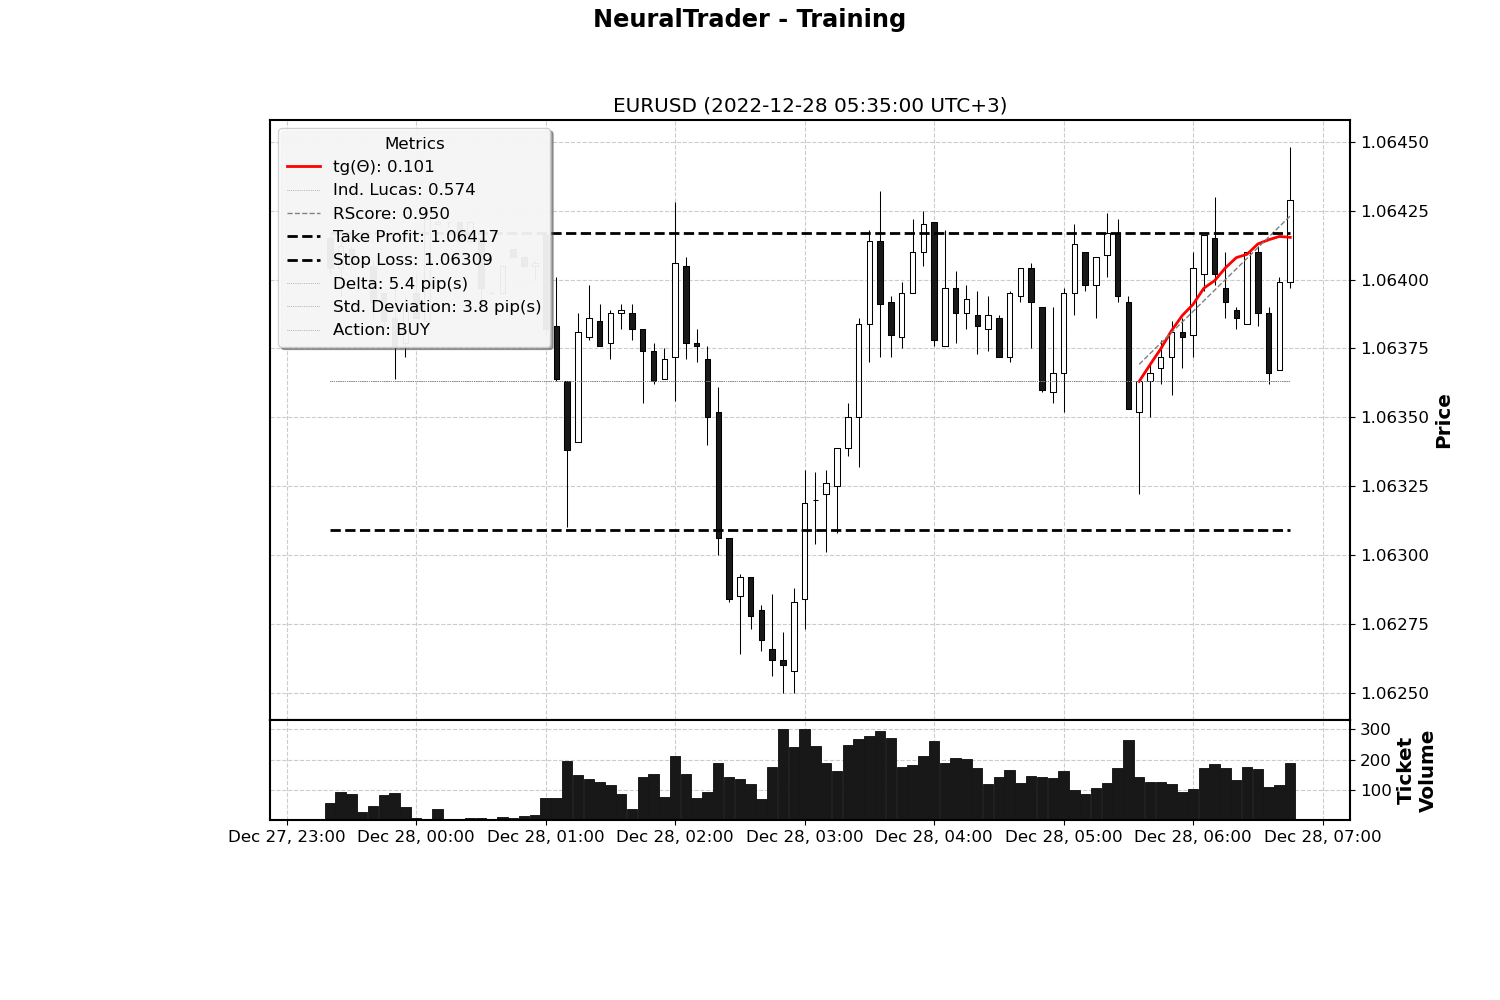 NeuralTrader - Training
EURUSD (2022-12-28 05:35:00 UTC+3)
Metrics
tg(Θ): 0.101
Ind. Lucas: 0.574
RScore: 0.950
Take Profit: 1.06417
Stop Loss: 1.06309
Delta: 5.4 pip(s)
Std. Deviation: 3.8 pip(s)
Action: BUY
1.06450
1.06425
1.06400
1.06375
1.06350
1.06325
1.06300
1.06275
1.06250
Price
300
200
100
Ticket
Volume
Dec 27, 23:00 Dec 28, 00:00 Dec 28, 01:00 Dec 28, 02:00 Dec 28, 03:00 Dec 28, 04:00 Dec 28, 05:00 Dec 28, 06:00 Dec 28, 07:00